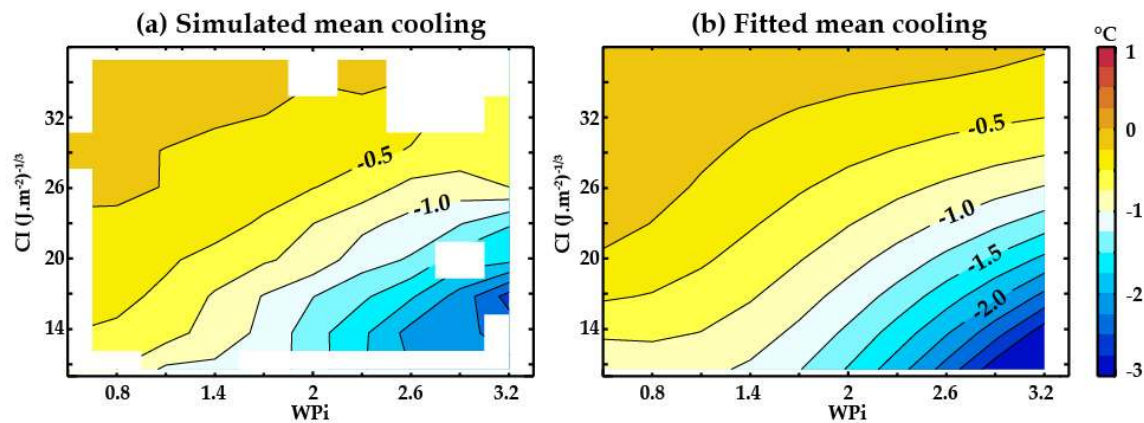 (a) Simulated mean cooling
(b) Fitted mean cooling
°C
CI (J.m⁻²)⁻¹/³
32
26
20
14
-0.5
-1.0
0.8 1.4 2 2.6 3.2
WPi
CI (J.m⁻²)⁻¹/³
32
26
20
14
-0.5
-1.0
-1.5
-2.0
0.8 1.4 2 2.6 3.2
WPi
1
0
-1
-2
-3